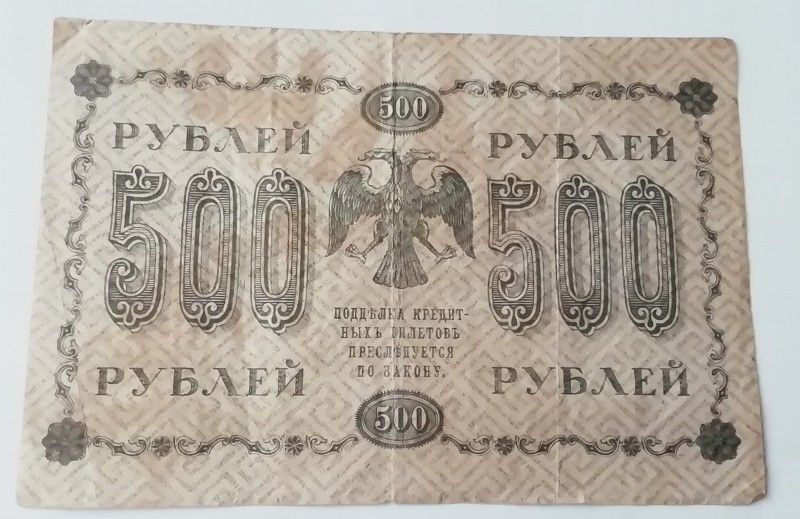 500
РУБЛЕЙ РУБЛЕЙ
500 500
ПОДДѢЛКА КРЕДИТ-
НЫХЪ БИЛЕТОВЪ
ПРЕСЛѢДУЕТСЯ
ПО ЗАКОНУ.
РУБЛЕЙ РУБЛЕЙ
500